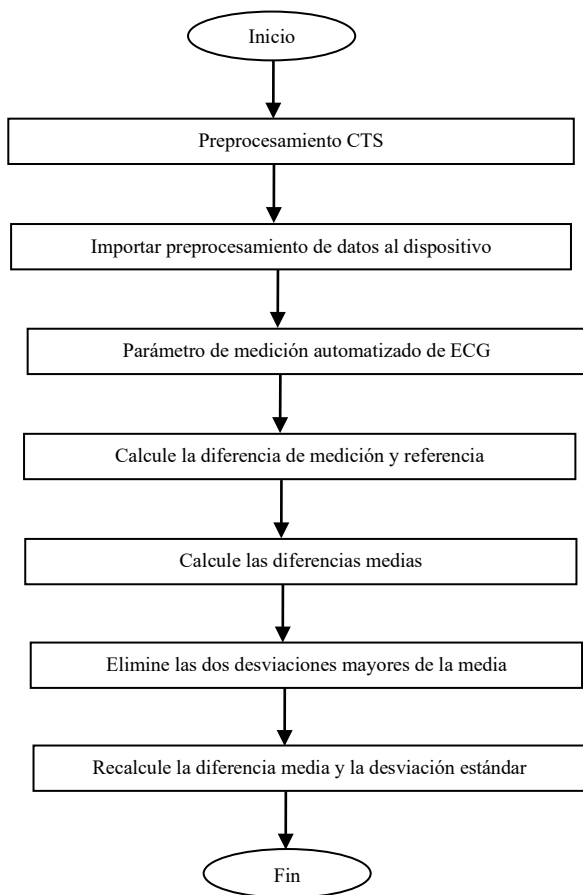 Inicio
Preprocesamiento CTS
Importar preprocesamiento de datos al dispositivo
Parámetro de medición automatizado de ECG
Calcule la diferencia de medición y referencia
Calcule las diferencias medias
Elimine las dos desviaciones mayores de la media
Recalcule la diferencia media y la desviación estándar
Fin